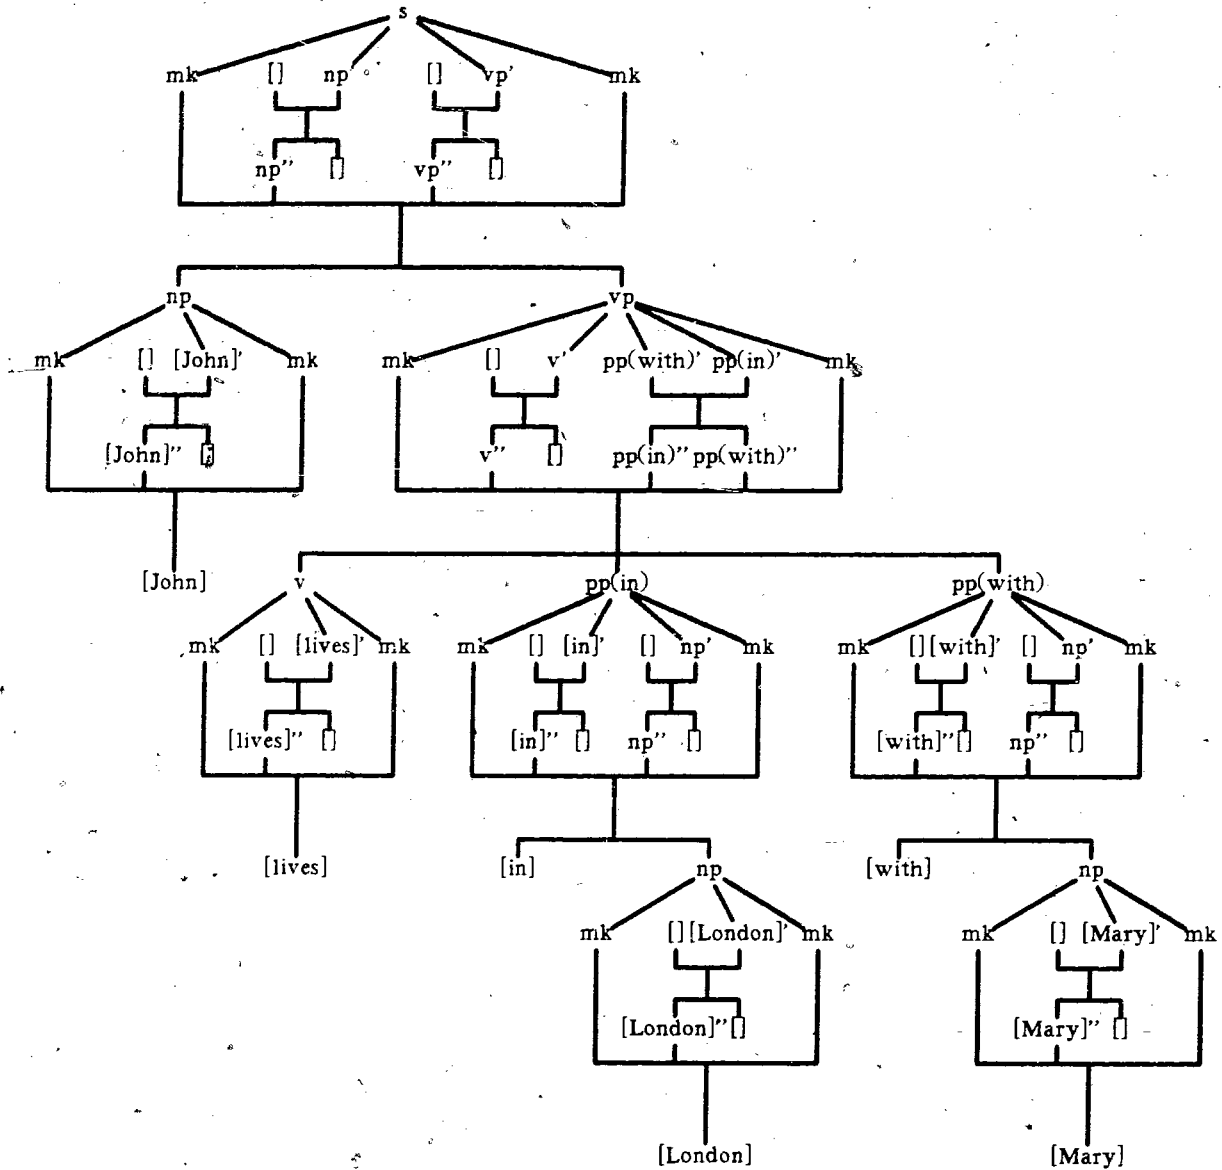 s
mk [] np' [] vp' mk
np'' [] vp'' []
np vp
mk [] [John]' mk mk [] v' pp(with)' pp(in)' mk
[John]'' [] v'' [] pp(in)'' pp(with)''
[John] v pp(in) pp(with)
mk [] [lives]' mk mk [] [in]' [] np' mk mk [] [with]' [] np' mk
[lives]'' [] [in]'' [] np'' [] [with]'' [] np'' []
[lives] [in] np [with] np
mk [] [London]' mk mk [] [Mary]' mk
[London]'' [] [Mary]'' []
[London] [Mary]